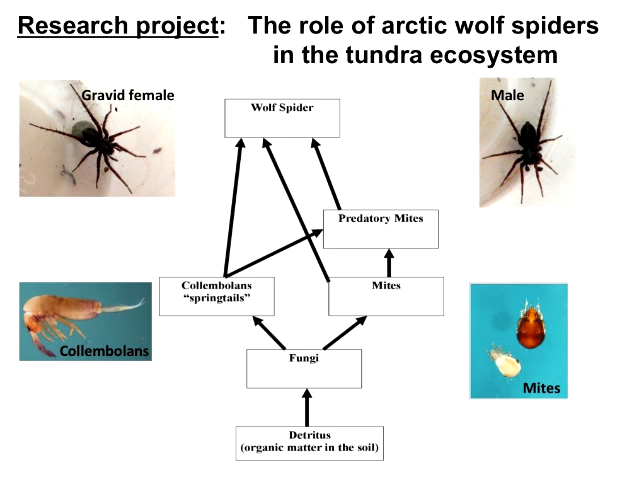 Research project: The role of arctic wolf spiders
in the tundra ecosystem
Gravid female
Male
Wolf Spider
Predatory Mites
Collembolans
“springtails”
Mites
Collembolans
Fungi
Mites
Detritus
(organic matter in the soil)